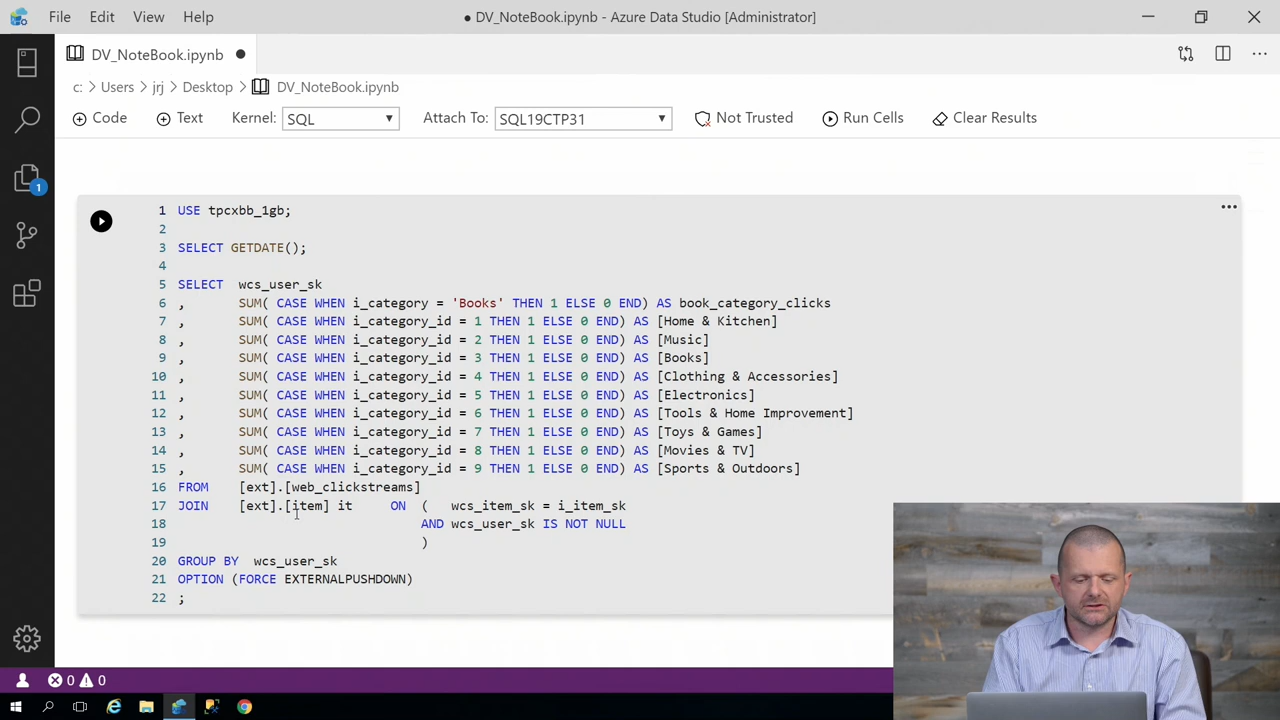 File Edit View Help ● DV_NoteBook.ipynb - Azure Data Studio [Administrator]
DV_NoteBook.ipynb ●
c: > Users > jrj > Desktop > DV_NoteBook.ipynb
Code Text Kernel: SQL Attach To: SQL19CTP31 Not Trusted Run Cells Clear Results
1
1 USE tpcxbb_1gb;
2
3 SELECT GETDATE();
4
5 SELECT wcs_user_sk
6 , SUM( CASE WHEN i_category = 'Books' THEN 1 ELSE 0 END) AS book_category_clicks
7 , SUM( CASE WHEN i_category_id = 1 THEN 1 ELSE 0 END) AS [Home & Kitchen]
8 , SUM( CASE WHEN i_category_id = 2 THEN 1 ELSE 0 END) AS [Music]
9 , SUM( CASE WHEN i_category_id = 3 THEN 1 ELSE 0 END) AS [Books]
10 , SUM( CASE WHEN i_category_id = 4 THEN 1 ELSE 0 END) AS [Clothing & Accessories]
11 , SUM( CASE WHEN i_category_id = 5 THEN 1 ELSE 0 END) AS [Electronics]
12 , SUM( CASE WHEN i_category_id = 6 THEN 1 ELSE 0 END) AS [Tools & Home Improvement]
13 , SUM( CASE WHEN i_category_id = 7 THEN 1 ELSE 0 END) AS [Toys & Games]
14 , SUM( CASE WHEN i_category_id = 8 THEN 1 ELSE 0 END) AS [Movies & TV]
15 , SUM( CASE WHEN i_category_id = 9 THEN 1 ELSE 0 END) AS [Sports & Outdoors]
16 FROM [ext].[web_clickstreams]
17 JOIN [ext].[item] it ON ( wcs_item_sk = i_item_sk
18 AND wcs_user_sk IS NOT NULL
19 )
20 GROUP BY wcs_user_sk
21 OPTION (FORCE EXTERNALPUSHDOWN)
22 ;
0 0